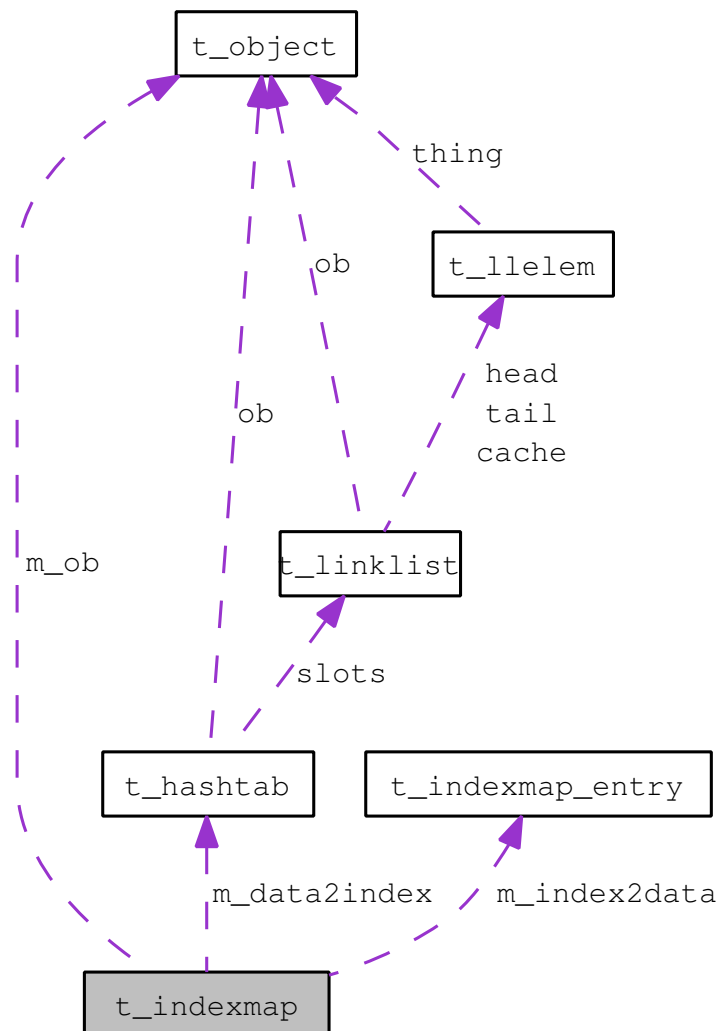 t_object
thing
t_llelem
ob
head
tail
cache
ob
t_linklist
m_ob
slots
t_hashtab
t_indexmap_entry
m_data2index
m_index2data
t_indexmap